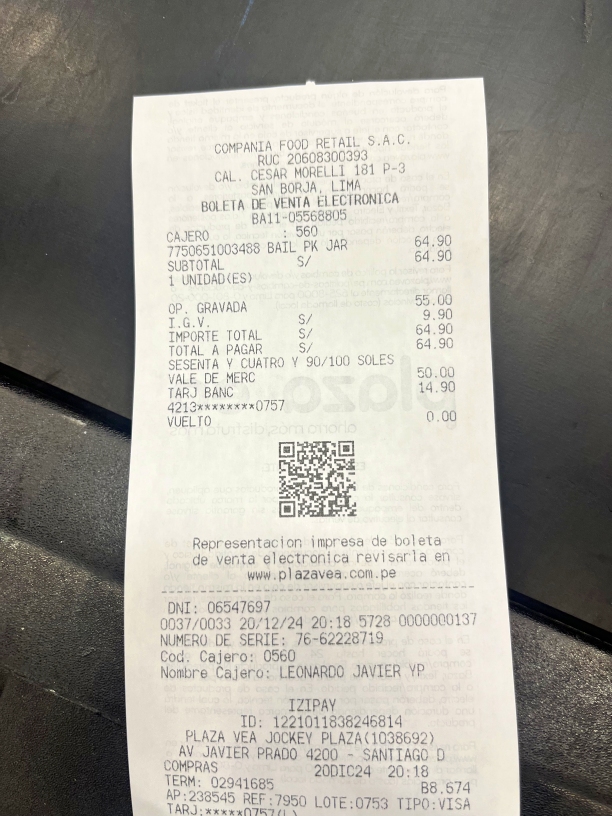 COMPANIA FOOD RETAIL S.A.C.
RUC 20608300393
CAL. CESAR MORELLI 181 P-3
SAN BORJA, LIMA
BOLETA DE VENTA ELECTRONICA
BA11-05568805
CAJERO : 560
7750651003488 BAIL PK JAR 64.90
SUBTOTAL S/ 64.90
1 UNIDAD(ES)
OP. GRAVADA 55.00
I.G.V. S/ 9.90
IMPORTE TOTAL S/ 64.90
TOTAL A PAGAR S/ 64.90
SESENTA Y CUATRO Y 90/100 SOLES
VALE DE MERC 50.00
TARJ BANC 14.90
4213********0757
VUELTO 0.00
Representacion impresa de boleta
de venta electronica revisarla en
www.plazavea.com.pe
DNI: 06547697
0037/0033 20/12/24 20:18 5728 0000000137
NUMERO DE SERIE: 76-62228719
Cod. Cajero: 0560
Nombre Cajero: LEONARDO JAVIER YP
IZIPAY
ID: 1221011838246814
PLAZA VEA JOCKEY PLAZA(1038692)
AV JAVIER PRADO 4200 - SANTIAGO D
COMPRAS 20DIC24 20:18
TERM: 02941685 B8.674
AP:238545 REF:7950 LOTE:0753 TIPO:VISA
TARJ:*****0757(L)